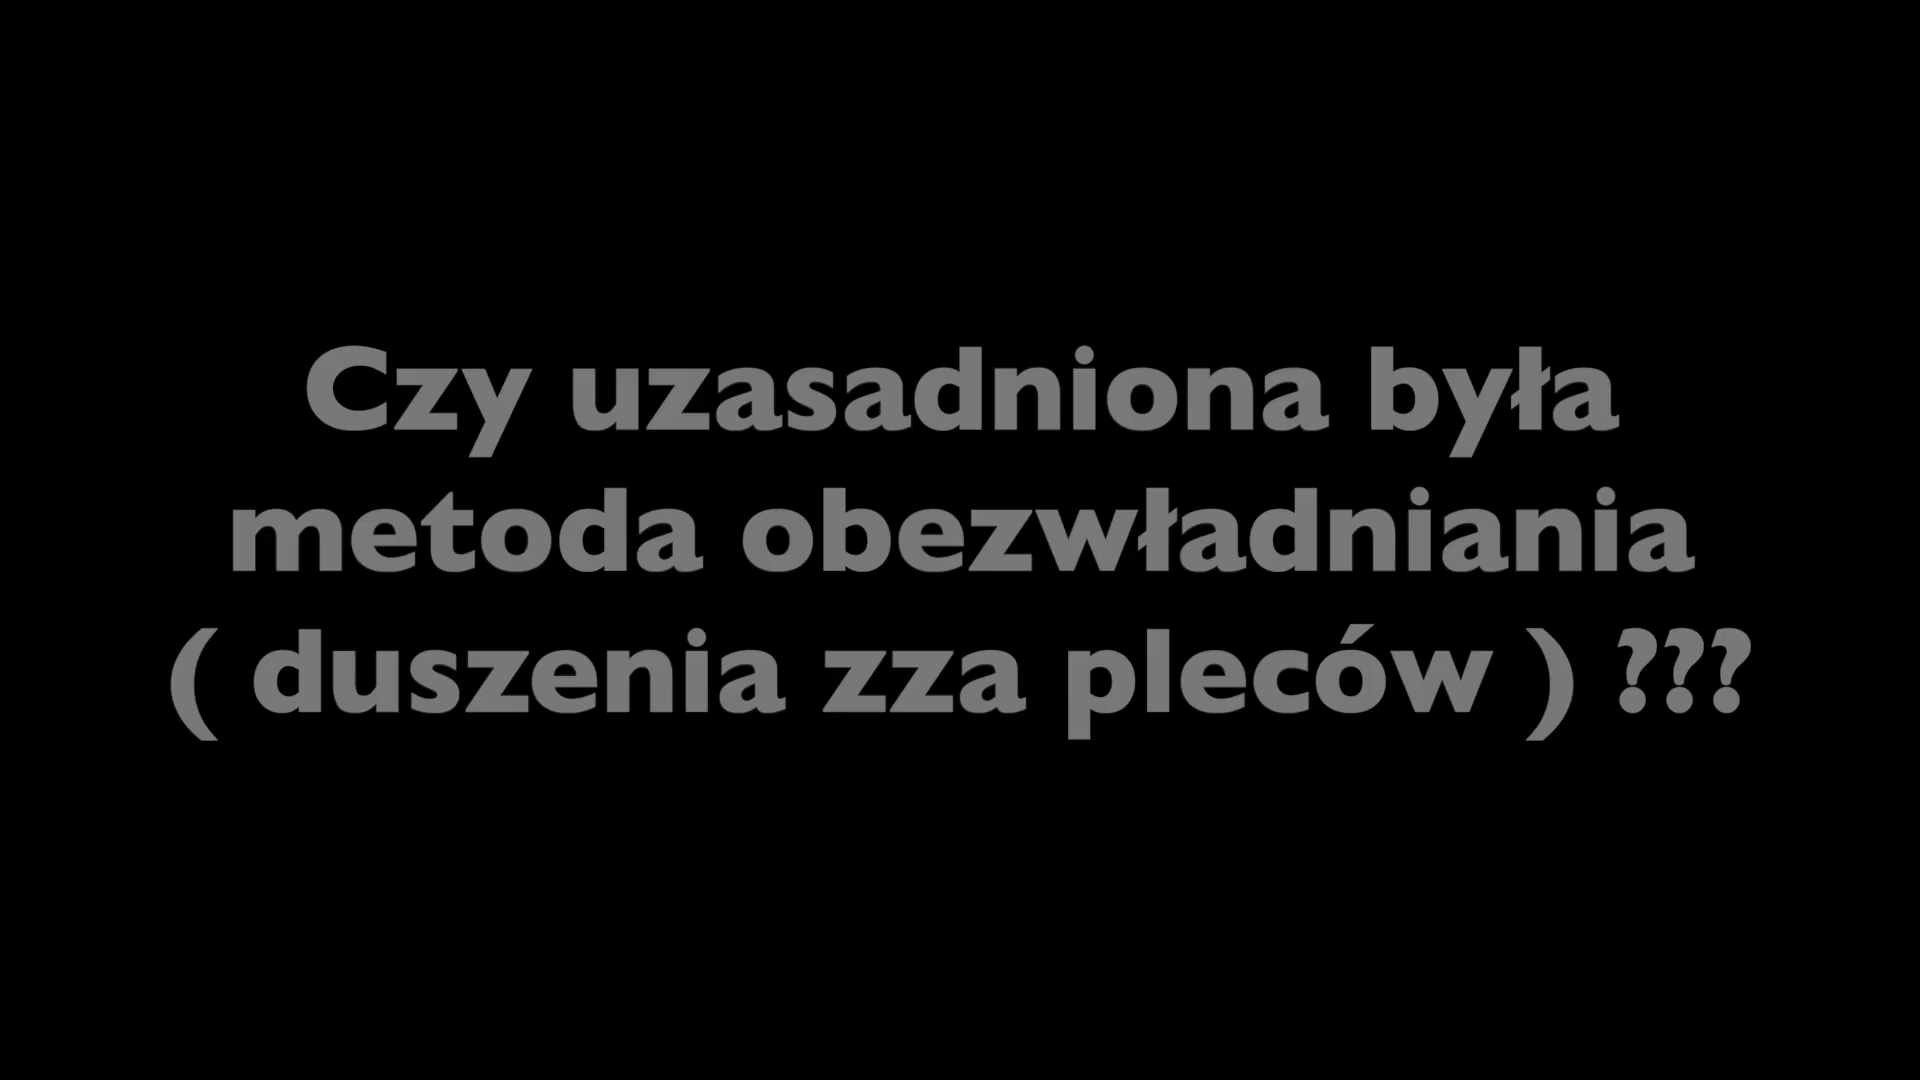 Czy uzasadniona była
metoda obezwładniania
( duszenia zza pleców ) ???